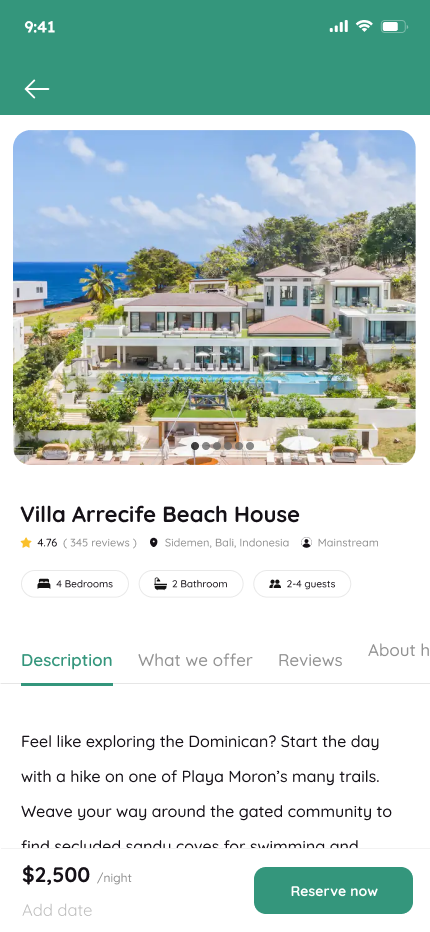 9:41
Villa Arrecife Beach House
4.76 ( 345 reviews ) Sidemen, Bali, Indonesia Mainstream
4 Bedrooms 2 Bathroom 2-4 guests
Description What we offer Reviews About h
Feel like exploring the Dominican? Start the day
with a hike on one of Playa Moron’s many trails.
Weave your way around the gated community to
find secluded sandy coves for swimming and
$2,500 /night
Add date
Reserve now